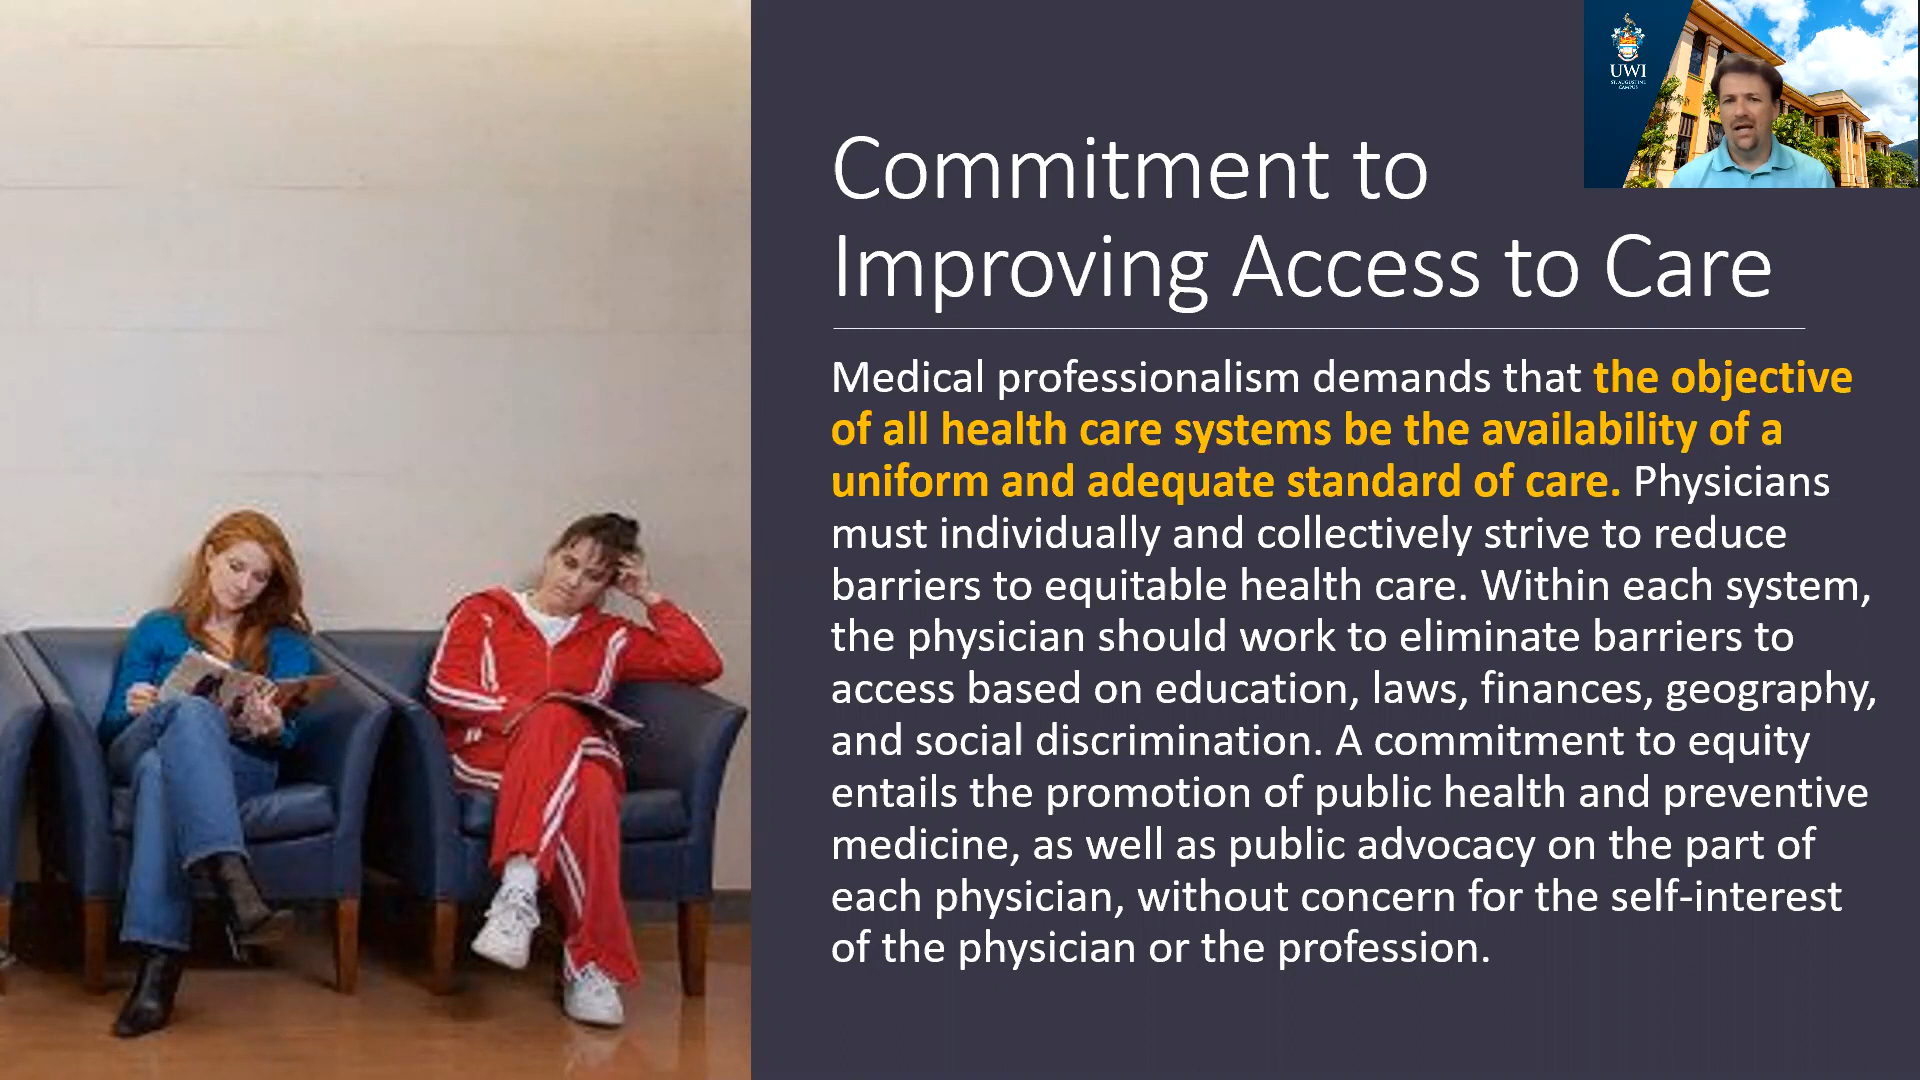 UWI
ST. AUGUSTINE
CAMPUS
Commitment to
Improving Access to Care
Medical professionalism demands that the objective
of all health care systems be the availability of a
uniform and adequate standard of care. Physicians
must individually and collectively strive to reduce
barriers to equitable health care. Within each system,
the physician should work to eliminate barriers to
access based on education, laws, finances, geography,
and social discrimination. A commitment to equity
entails the promotion of public health and preventive
medicine, as well as public advocacy on the part of
each physician, without concern for the self-interest
of the physician or the profession.